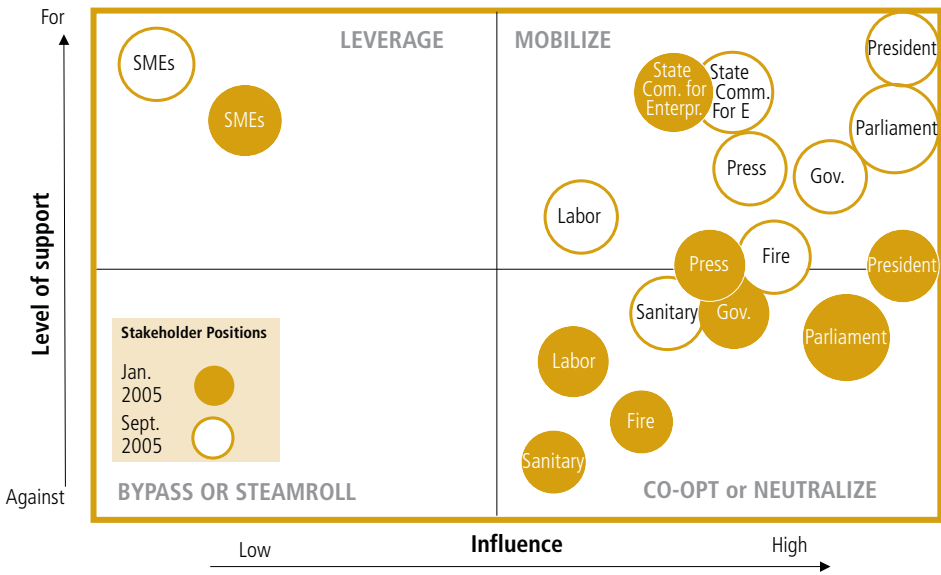 For
LEVERAGE
MOBILIZE
President
SMEs
State
Com. for
Enterpr.
State
Comm.
For E
SMEs
Parliament
Press
Gov.
Labor
Level of support
Press
Fire
President
Sanitary
Gov.
Parliament
Stakeholder Positions
Jan.
2005
Sept.
2005
Labor
Fire
Sanitary
Against
BYPASS OR STEAMROLL
CO-OPT or NEUTRALIZE
Low
Influence
High